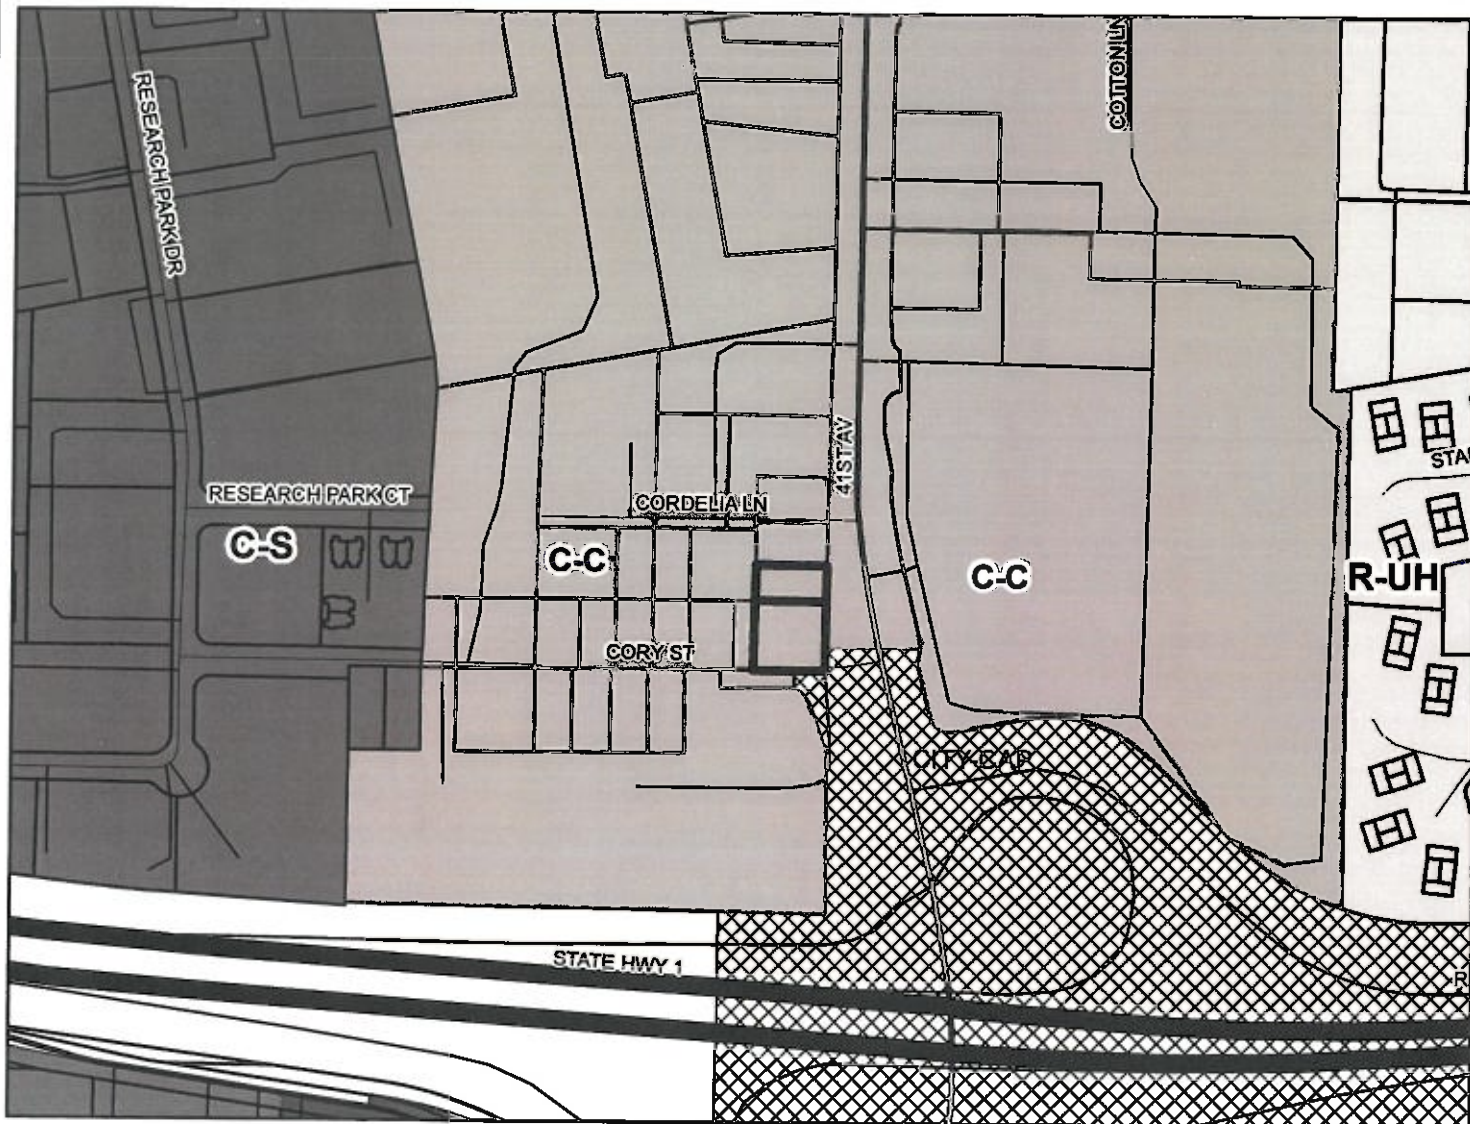 COTTON LN
RESEARCH PARK DR
41ST AV
RESEARCH PARK CT
CORDELIA LN
C-S
C-C
C-C
R-UH
CORY ST
STATE HWY 1